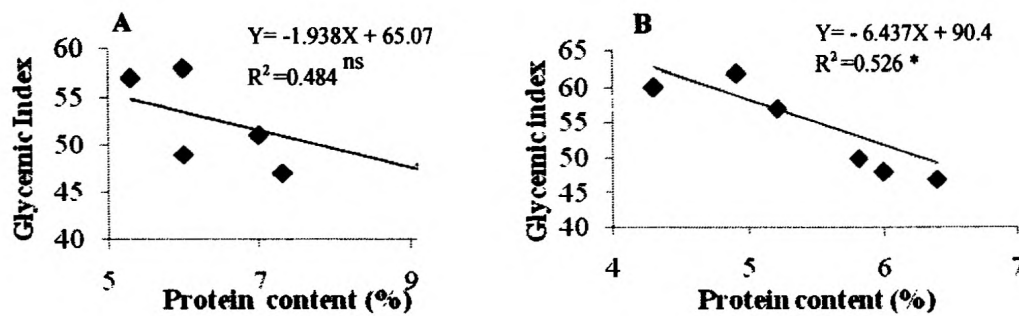 A
Y= -1.938X + 65.07
R²=0.484 ns
Glycemic Index
60
55
50
45
40
5
7
9
Protein content (%)
B
Y= - 6.437X + 90.4
R²=0.526 *
Glycemic index
65
60
55
50
45
40
4
5
6
7
Protein content (%)